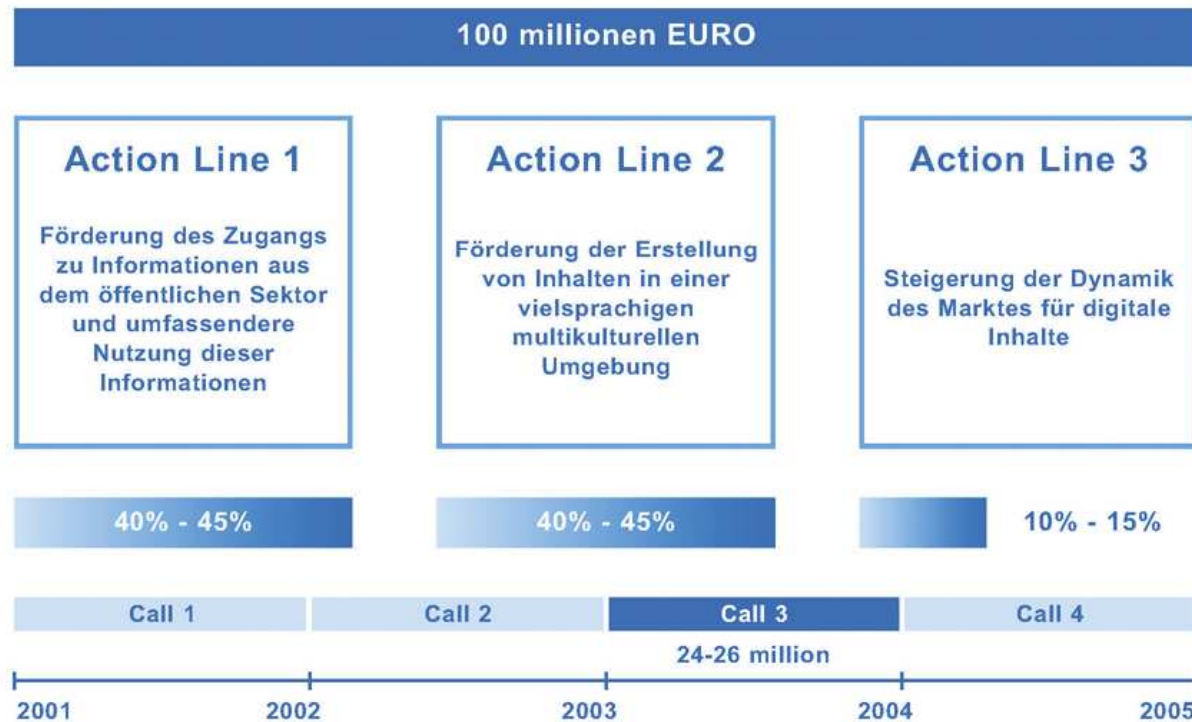 100 millionen EURO
Action Line 1
Förderung des Zugangs
zu Informationen aus
dem öffentlichen Sektor
und umfassendere
Nutzung dieser
Informationen
Action Line 2
Förderung der Erstellung
von Inhalten in einer
vielsprachigen
multikulturellen
Umgebung
Action Line 3
Steigerung der Dynamik
des Marktes für digitale
Inhalte
40% - 45%
40% - 45%
10% - 15%
Call 1
Call 2
Call 3
Call 4
24-26 million
2001
2002
2003
2004
2005